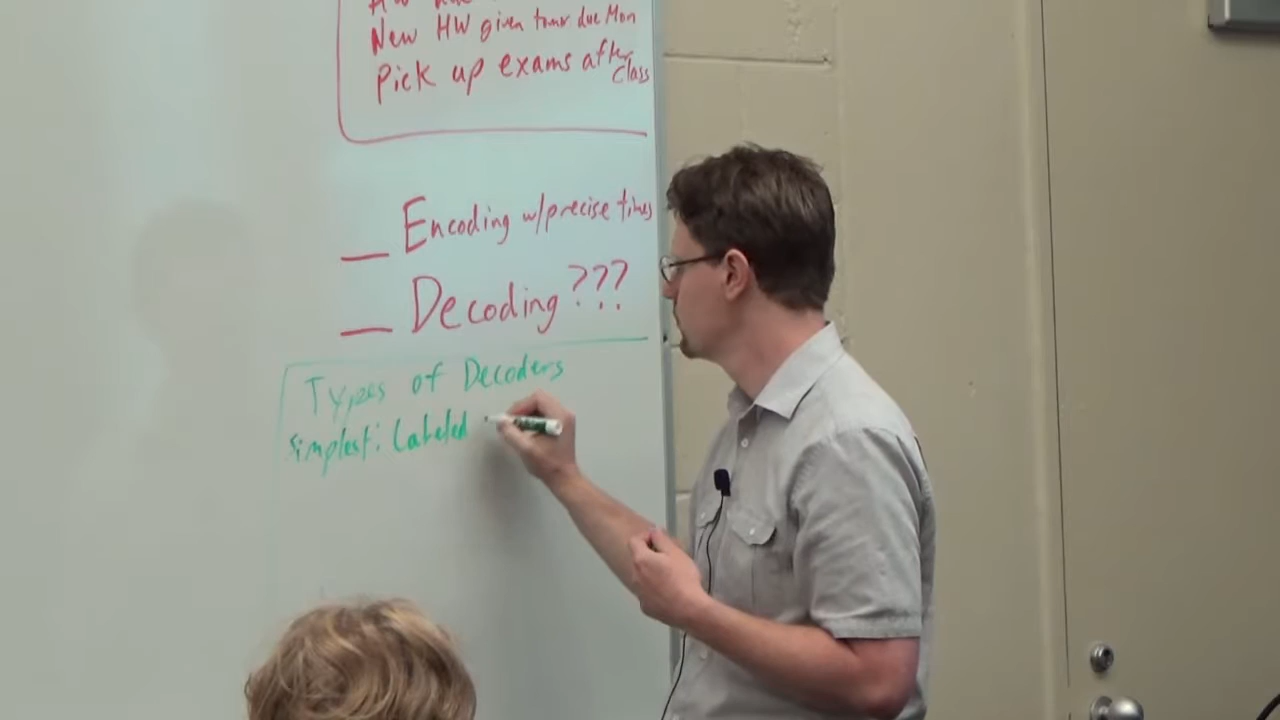 New HW given tmr due Mon
Pick up exams after class
Encoding w/precise times
Decoding ???
Types of Decoders
simplest: Labeled